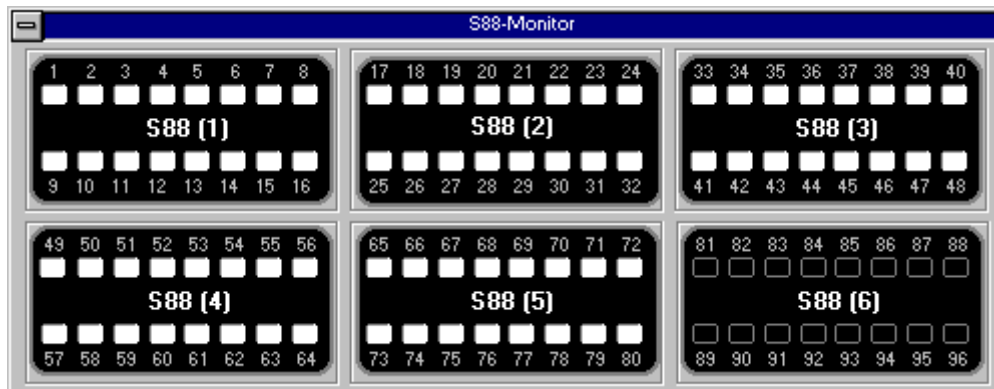 S88-Monitor
1 2 3 4 5 6 7 8
S88 (1)
9 10 11 12 13 14 15 16
17 18 19 20 21 22 23 24
S88 (2)
25 26 27 28 29 30 31 32
33 34 35 36 37 38 39 40
S88 (3)
41 42 43 44 45 46 47 48
49 50 51 52 53 54 55 56
S88 (4)
57 58 59 60 61 62 63 64
65 66 67 68 69 70 71 72
S88 (5)
73 74 75 76 77 78 79 80
81 82 83 84 85 86 87 88
S88 (6)
89 90 91 92 93 94 95 96